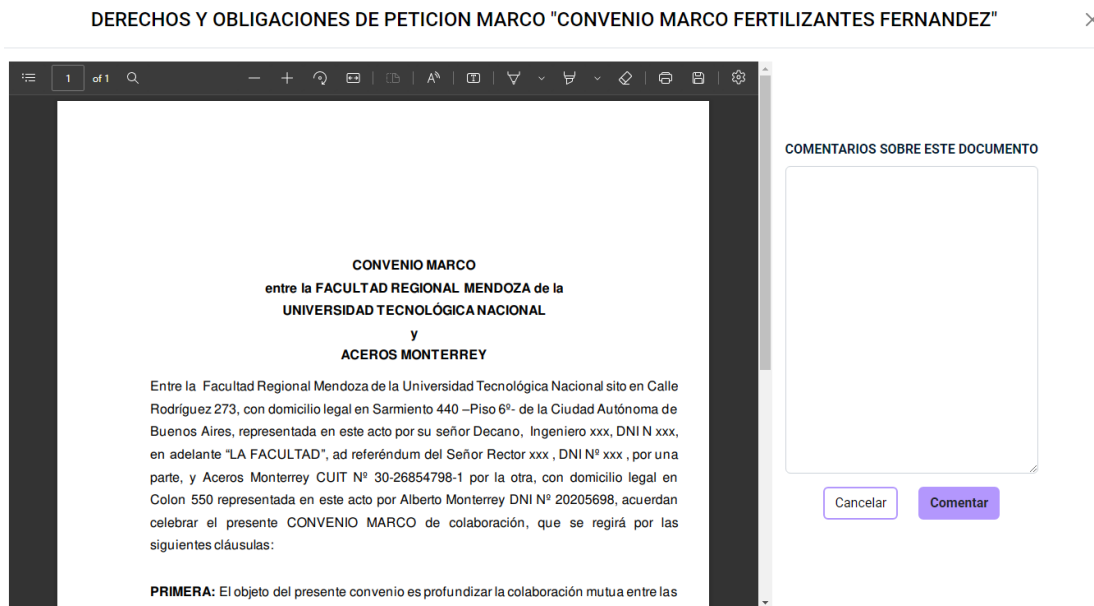 DERECHOS Y OBLIGACIONES DE PETICION MARCO "CONVENIO MARCO FERTILIZANTES FERNANDEZ"
1 of 1
COMENTARIOS SOBRE ESTE DOCUMENTO
CONVENIO MARCO
entre la FACULTAD REGIONAL MENDOZA de la
UNIVERSIDAD TECNOLÓGICA NACIONAL
y
ACEROS MONTERREY
Entre la Facultad Regional Mendoza de la Universidad Tecnológica Nacional sito en Calle
Rodríguez 273, con domicilio legal en Sarmiento 440 –Piso 6º- de la Ciudad Autónoma de
Buenos Aires, representada en este acto por su señor Decano, Ingeniero xxx, DNI N xxx,
en adelante “LA FACULTAD”, ad referéndum del Señor Rector xxx , DNI Nº xxx , por una
parte, y Aceros Monterrey CUIT Nº 30-26854798-1 por la otra, con domicilio legal en
Colon 550 representada en este acto por Alberto Monterrey DNI Nº 20205698, acuerdan
celebrar el presente CONVENIO MARCO de colaboración, que se regirá por las
siguientes cláusulas:
PRIMERA: El objeto del presente convenio es profundizar la colaboración mutua entre las
Cancelar
Comentar